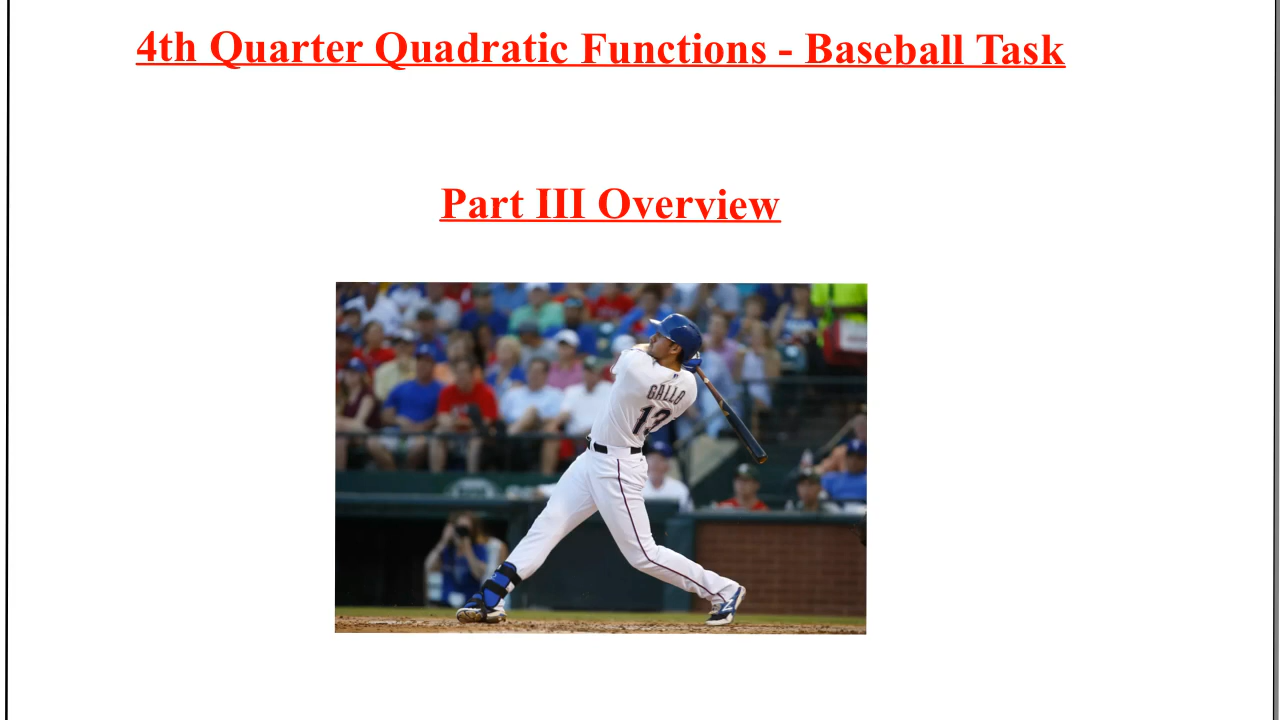 4th Quarter Quadratic Functions - Baseball Task
Part III Overview
GALLO
13